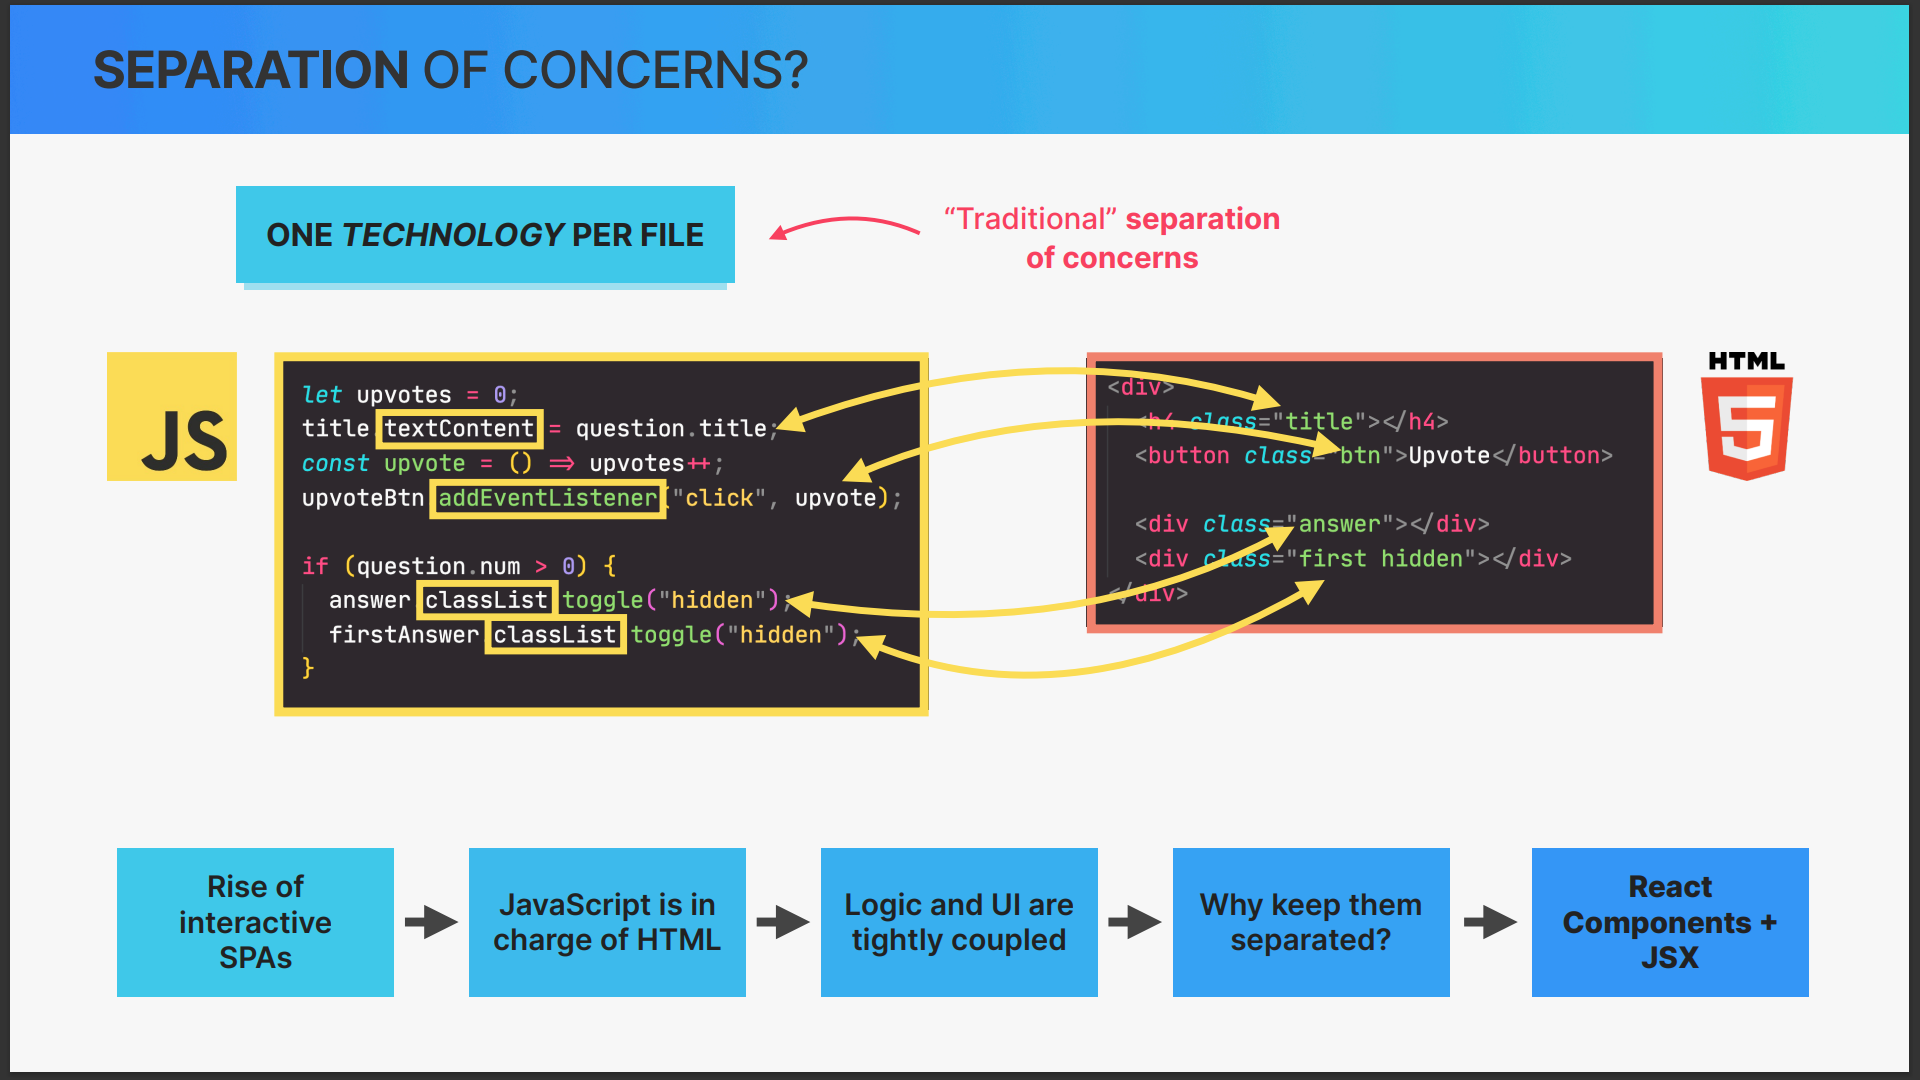 SEPARATION OF CONCERNS?
ONE TECHNOLOGY PER FILE
“Traditional” separation
of concerns
JS
let upvotes = 0;
title.textContent = question.title;
const upvote = () => upvotes++;
upvoteBtn.addEventListener("click", upvote);
if (question.num > 0) {
answer.classList.toggle("hidden");
firstAnswer.classList.toggle("hidden");
}
HTML
5
<div>
<h4 class="title"></h4>
<button class="btn">Upvote</button>
<div class="answer"></div>
<div class="first hidden"></div>
</div>
Rise of
interactive
SPAs
JavaScript is in
charge of HTML
Logic and UI are
tightly coupled
Why keep them
separated?
React
Components +
JSX